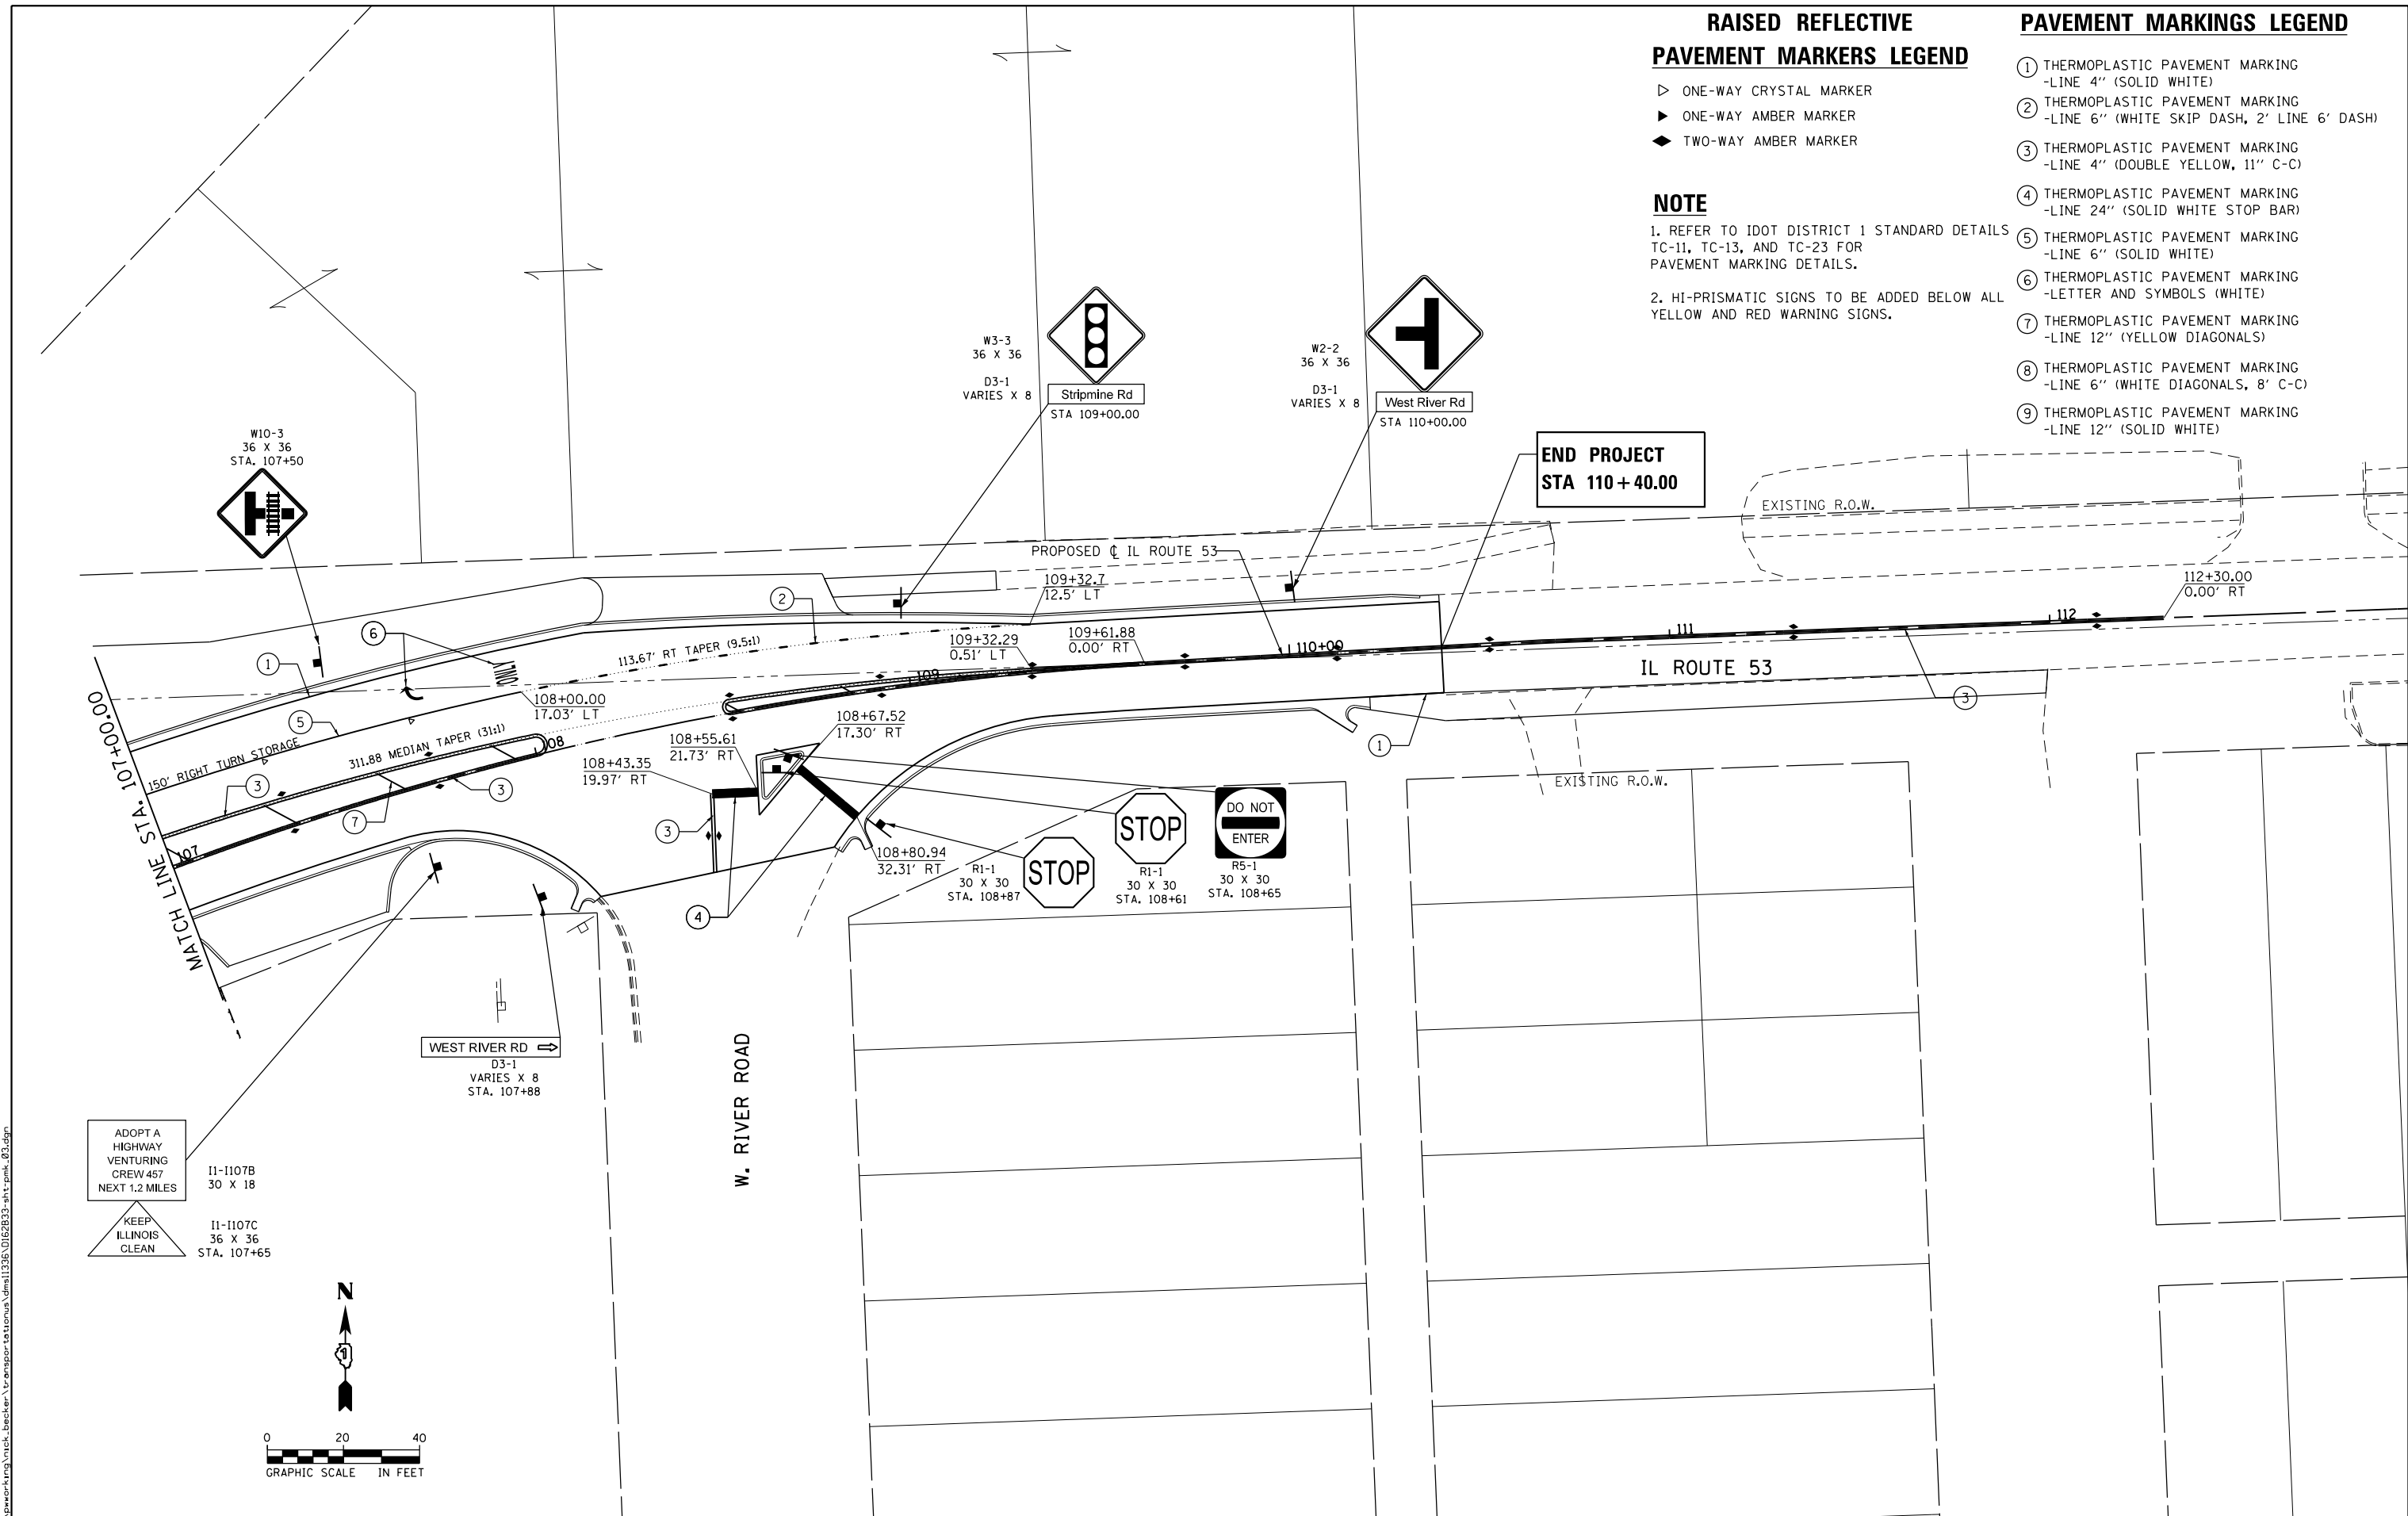 RAISED REFLECTIVE
PAVEMENT MARKERS LEGEND
ONE-WAY CRYSTAL MARKER
ONE-WAY AMBER MARKER
TWO-WAY AMBER MARKER
NOTE
1. REFER TO IDOT DISTRICT 1 STANDARD DETAILS
TC-11, TC-13, AND TC-23 FOR
PAVEMENT MARKING DETAILS.
2. HI-PRISMATIC SIGNS TO BE ADDED BELOW ALL
YELLOW AND RED WARNING SIGNS.
PAVEMENT MARKINGS LEGEND
1 THERMOPLASTIC PAVEMENT MARKING
-LINE 4'' (SOLID WHITE)
2 THERMOPLASTIC PAVEMENT MARKING
-LINE 6'' (WHITE SKIP DASH, 2' LINE 6' DASH)
3 THERMOPLASTIC PAVEMENT MARKING
-LINE 4'' (DOUBLE YELLOW, 11'' C-C)
4 THERMOPLASTIC PAVEMENT MARKING
-LINE 24'' (SOLID WHITE STOP BAR)
5 THERMOPLASTIC PAVEMENT MARKING
-LINE 6'' (SOLID WHITE)
6 THERMOPLASTIC PAVEMENT MARKING
-LETTER AND SYMBOLS (WHITE)
7 THERMOPLASTIC PAVEMENT MARKING
-LINE 12'' (YELLOW DIAGONALS)
8 THERMOPLASTIC PAVEMENT MARKING
-LINE 6'' (WHITE DIAGONALS, 8' C-C)
9 THERMOPLASTIC PAVEMENT MARKING
-LINE 12'' (SOLID WHITE)
W3-3
36 X 36
D3-1
VARIES X 8
Stripmine Rd
STA 109+00.00
W2-2
36 X 36
D3-1
VARIES X 8
West River Rd
STA 110+00.00
W10-3
36 X 36
STA. 107+50
END PROJECT
STA 110+40.00
EXISTING R.O.W.
PROPOSED ℄ IL ROUTE 53
109+32.7
12.5' LT
112+30.00
0.00' RT
2
6
1
113.67' RT TAPER (9.5:1)
109+32.29
0.51' LT
109+61.88
0.00' RT
110+00
111
112
109
IL ROUTE 53
3
108+00.00
17.03' LT
5
150' RIGHT TURN STORAGE
311.88 MEDIAN TAPER (31:1)
108
108+67.52
17.30' RT
108+55.61
21.73' RT
108+43.35
19.97' RT
1
EXISTING R.O.W.
3
3
7
3
107
MATCH LINE STA. 107+00.00
108+80.94
32.31' RT
4
STOP
R1-1
30 X 30
STA. 108+87
STOP
R1-1
30 X 30
STA. 108+61
DO NOT
ENTER
R5-1
30 X 30
STA. 108+65
WEST RIVER RD
D3-1
VARIES X 8
STA. 107+88
W. RIVER ROAD
ADOPT A
HIGHWAY
VENTURING
CREW 457
NEXT 1.2 MILES
I1-I107B
30 X 18
KEEP
ILLINOIS
CLEAN
I1-I107C
36 X 36
STA. 107+65
N
1
0 20 40
GRAPHIC SCALE IN FEET